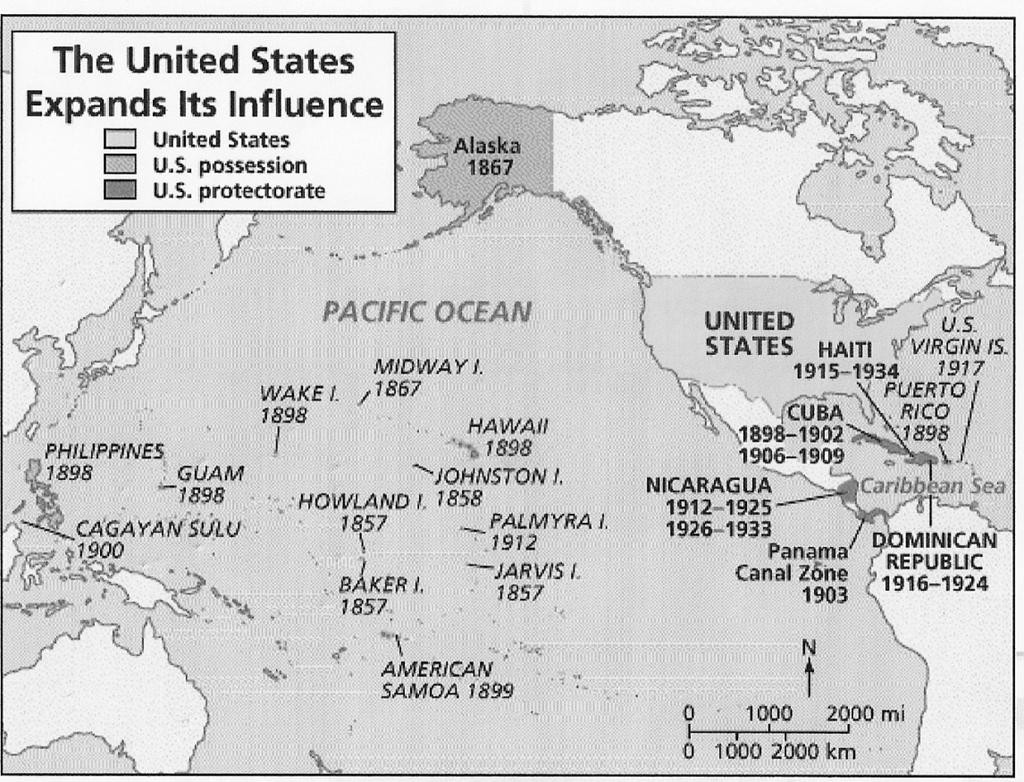 The United States
Expands Its Influence
United States
U.S. possession
U.S. protectorate
Alaska
1867
PACIFIC OCEAN
UNITED
STATES
U.S.
VIRGIN IS.
1917
HAITI
1915–1934
PUERTO
RICO
1898
CUBA
1898–1902
1906–1909
MIDWAY I.
1867
WAKE I.
1898
HAWAII
1898
PHILIPPINES
1898
GUAM
1898
JOHNSTON I.
1858
HOWLAND I.
1857
NICARAGUA
1912–1925
1926–1933
Caribbean Sea
CAGAYAN SULU
1900
PALMYRA I.
1912
Panama
Canal Zone
1903
DOMINICAN
REPUBLIC
1916–1924
JARVIS I.
1857
BAKER I.
1857
AMERICAN
SAMOA 1899
N
0 1000 2000 mi
0 1000 2000 km